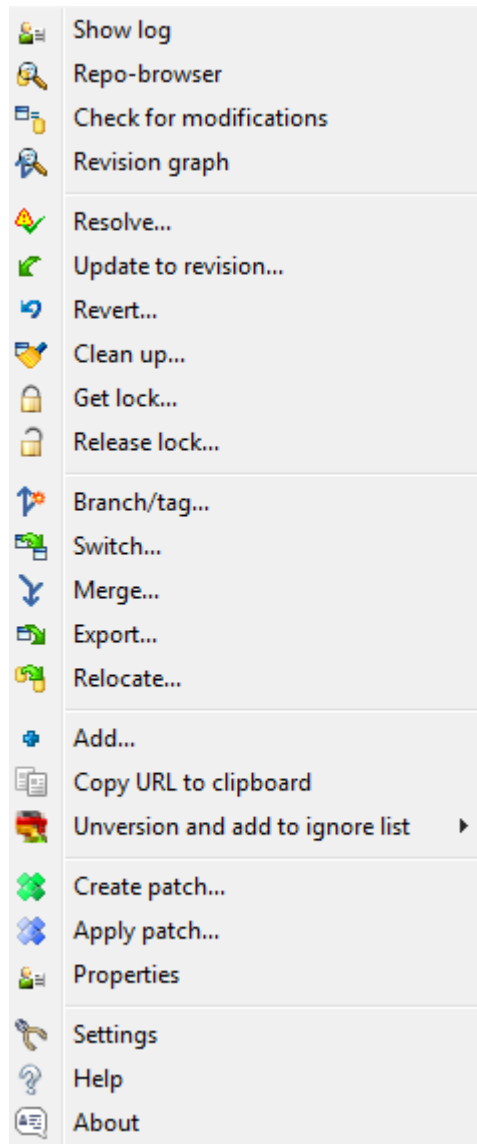 Show log
Repo-browser
Check for modifications
Revision graph
Resolve...
Update to revision...
Revert...
Clean up...
Get lock...
Release lock...
Branch/tag...
Switch...
Merge...
Export...
Relocate...
Add...
Copy URL to clipboard
Unversion and add to ignore list
Create patch...
Apply patch...
Properties
Settings
Help
About